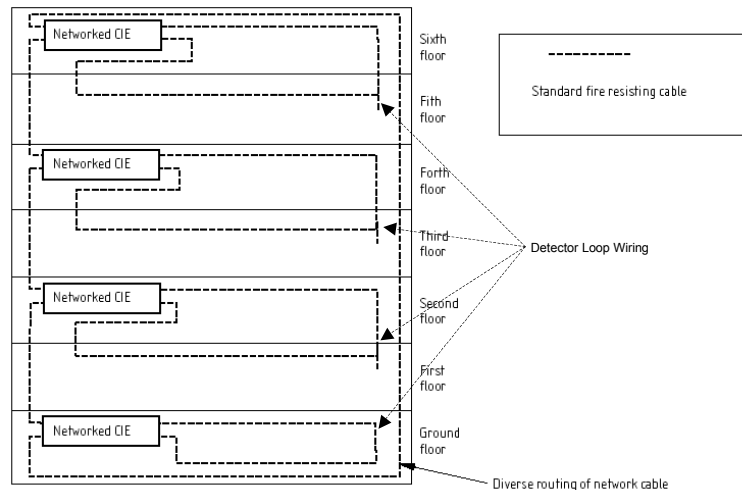 Networked CIE
Sixth
floor
Standard fire resisting cable
Fith
floor
Networked CIE
Forth
floor
Third
floor
Detector Loop Wiring
Networked CIE
Second
floor
First
floor
Networked CIE
Ground
floor
Diverse routing of network cable